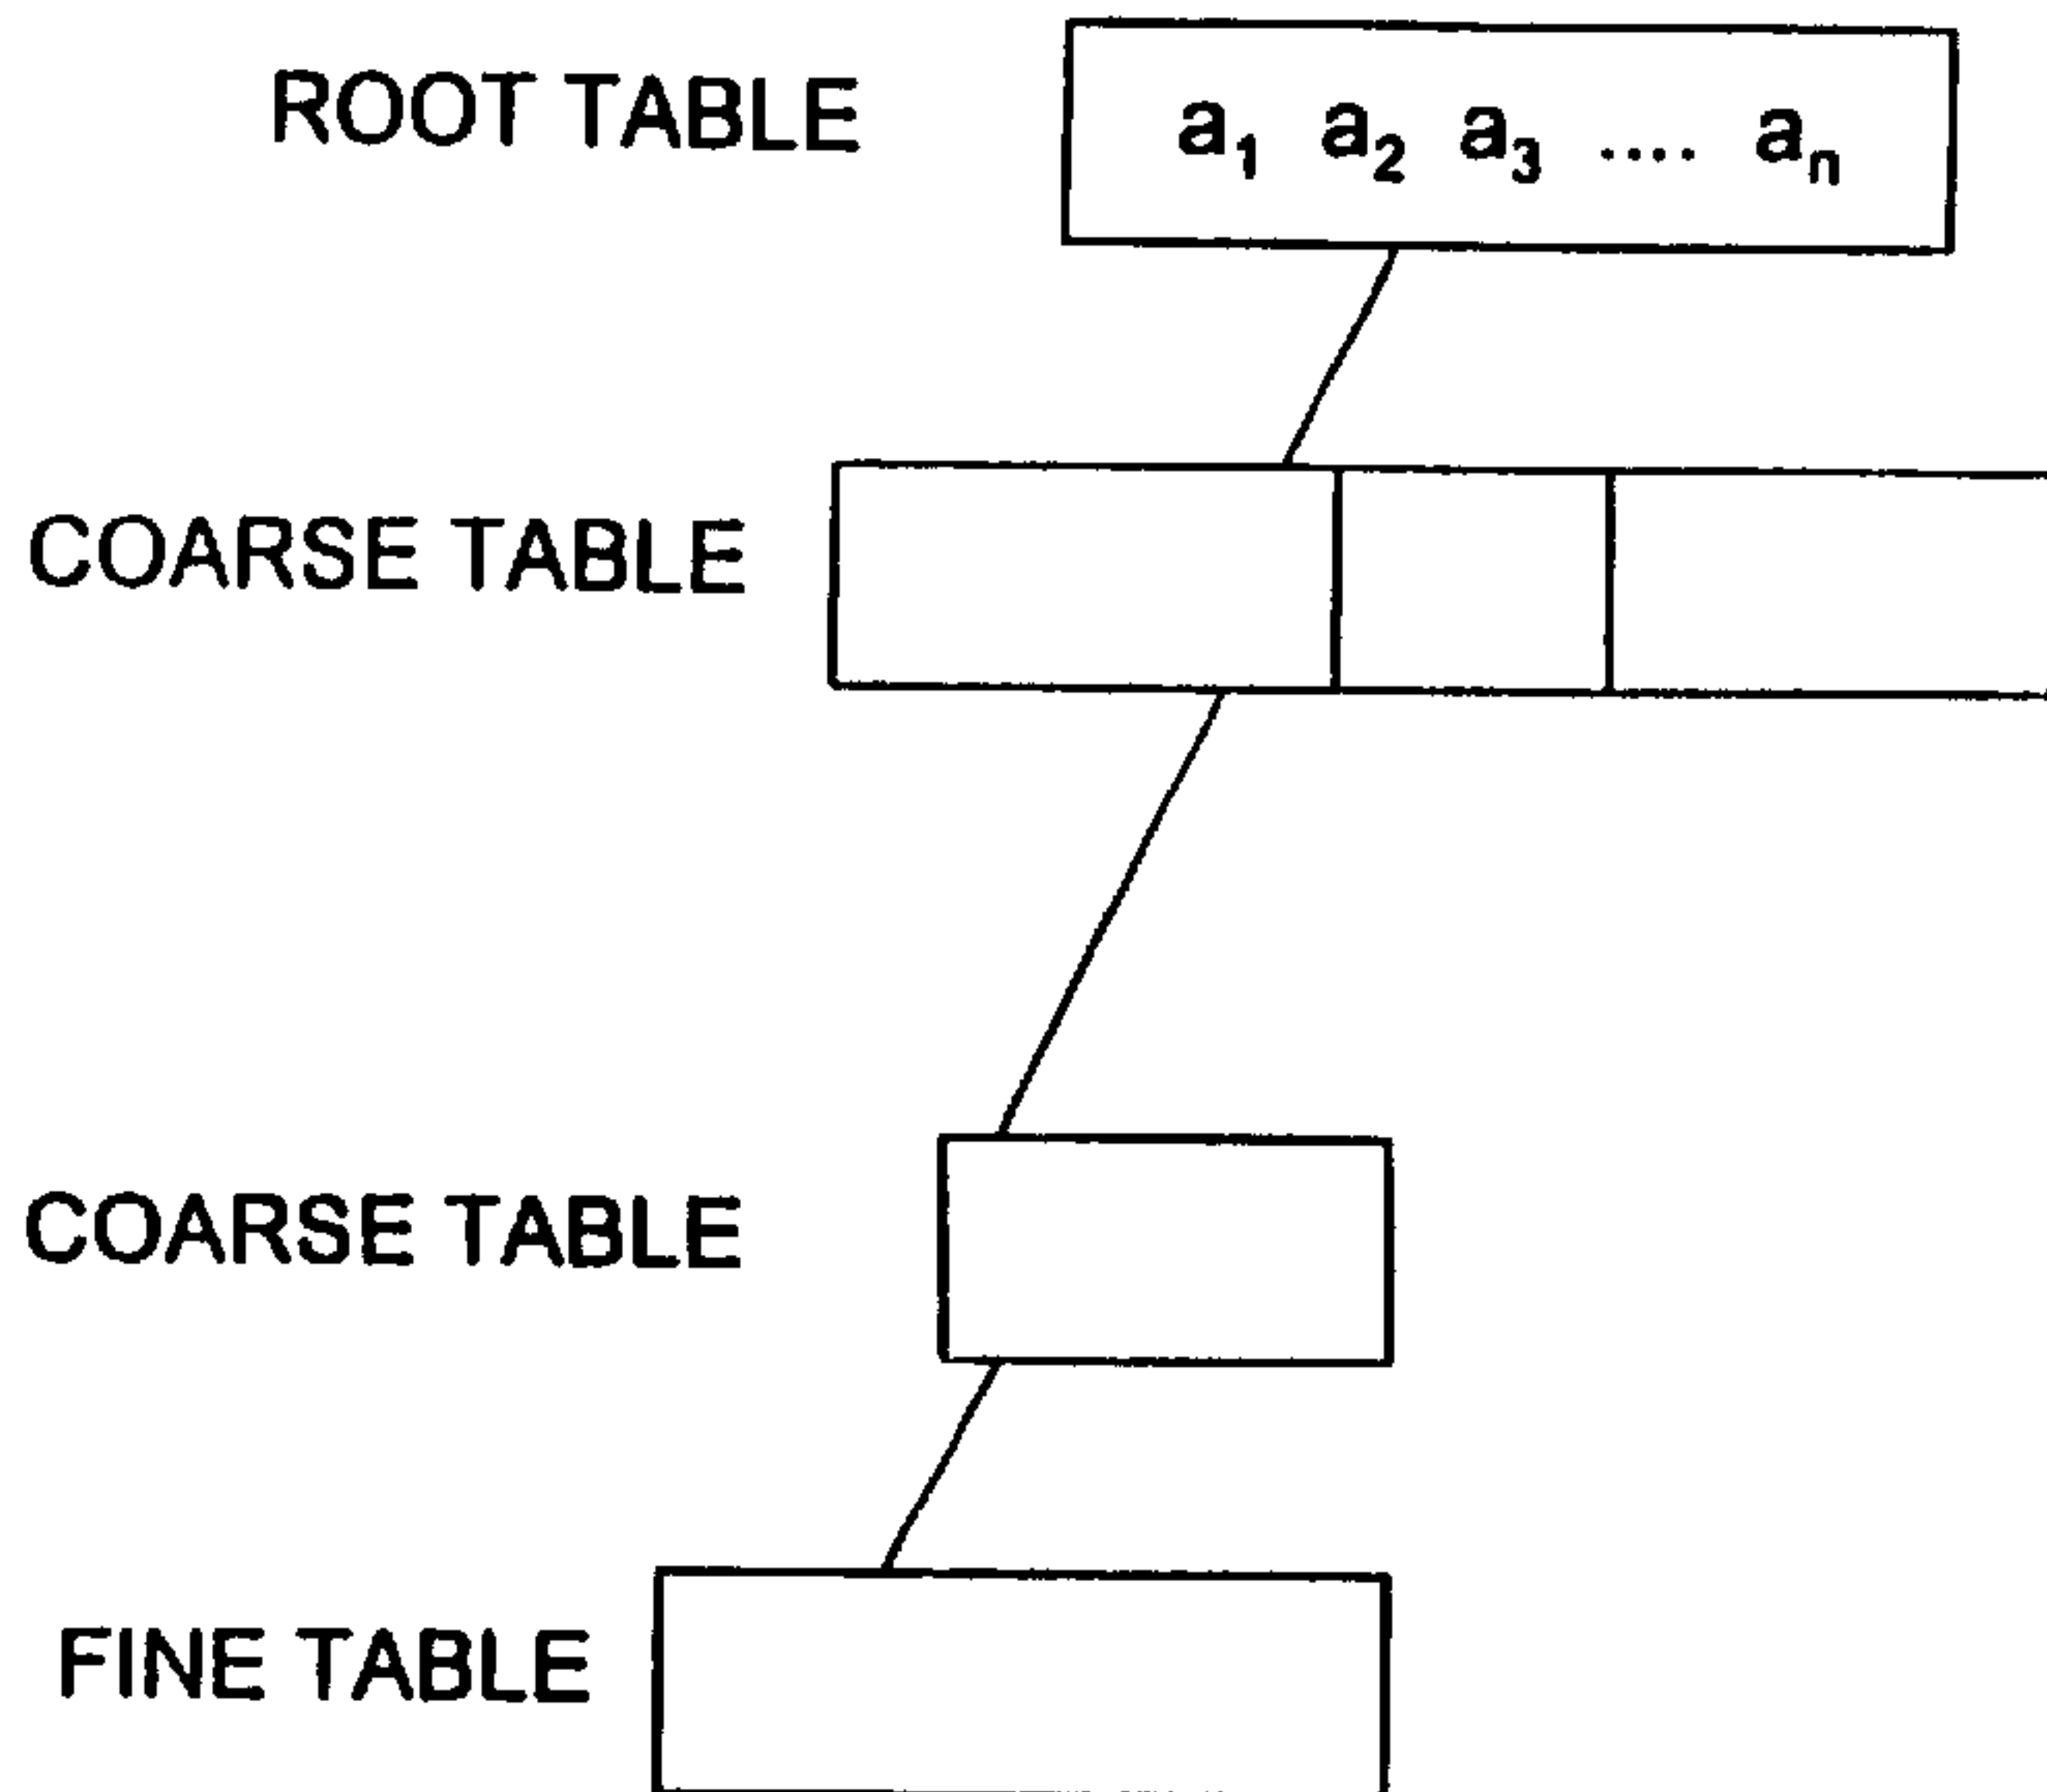 ROOT TABLE
a₁ a₂ a₃ .... aₙ
COARSE TABLE
COARSE TABLE
FINE TABLE